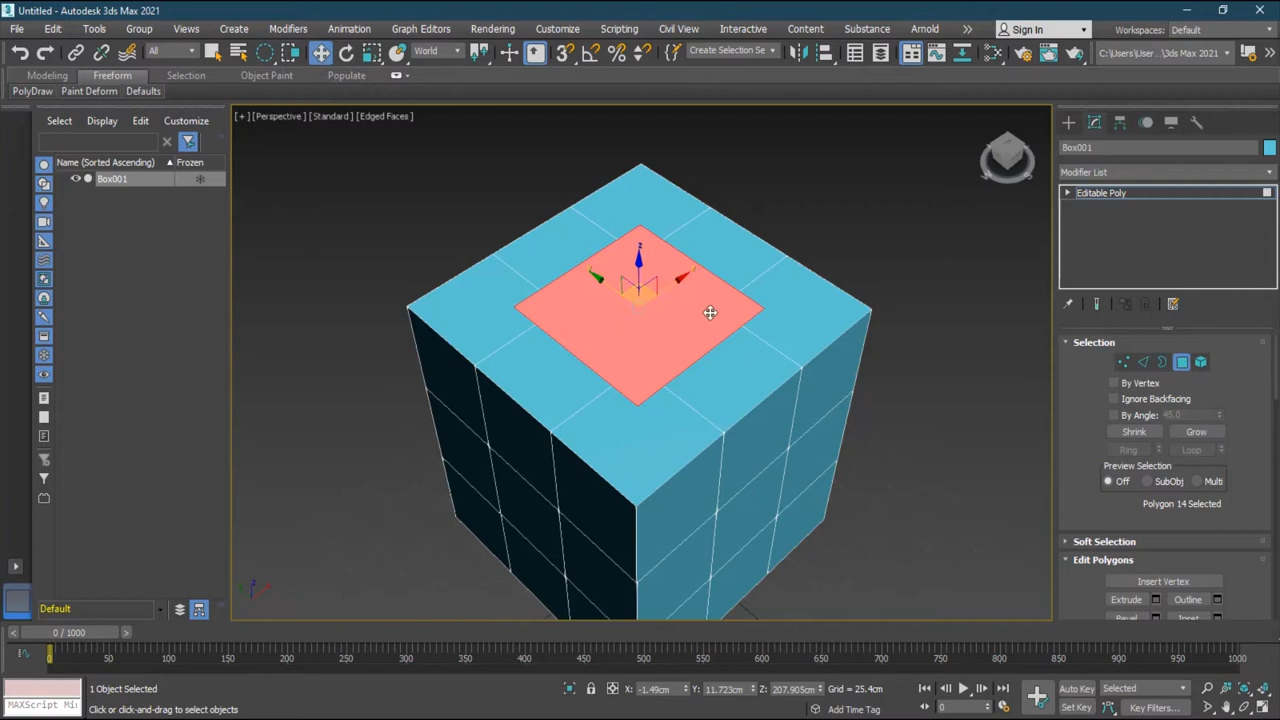 Untitled - Autodesk 3ds Max 2021
File Edit Tools Group Views Create Modifiers Animation Graph Editors Rendering Customize Scripting Civil View Interactive Content Substance Arnold Sign In Workspaces: Default
All World Create Selection Se C:\Users\User ...\3ds Max 2021
Modeling Freeform Selection Object Paint Populate
PolyDraw Paint Deform Defaults
Select Display Edit Customize
[+] [Perspective] [Standard] [Edged Faces]
Box001
Name (Sorted Ascending) Frozen
Modifier List
Box001
Editable Poly
z
Selection
By Vertex
Ignore Backfacing
By Angle: 45.0
Shrink Grow
Ring Loop
Preview Selection
Off SubObj Multi
Polygon 14 Selected
Soft Selection
Edit Polygons
Insert Vertex
z
Extrude Outline
Default
Bevel Inset
0 / 1000
0 50 100 150 200 250 300 350 400 450 500 550 600 650 700 750 800 850 900 950 1000
1 Object Selected X: -1.49cm Y: 11.723cm Z: 207.905cm Grid = 25.4cm Auto Key Selected
MAXScript Mi Click or click-and-drag to select objects Add Time Tag 0 Set Key Key Filters...